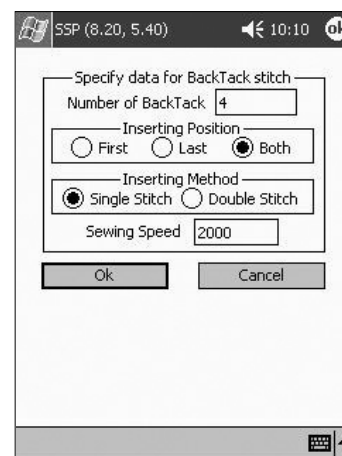 SSP (8.20, 5.40) 10:10 ok
Specify data for BackTack stitch
Number of BackTack 4
Inserting Position
First Last Both
Inserting Method
Single Stitch Double Stitch
Sewing Speed 2000
Ok Cancel